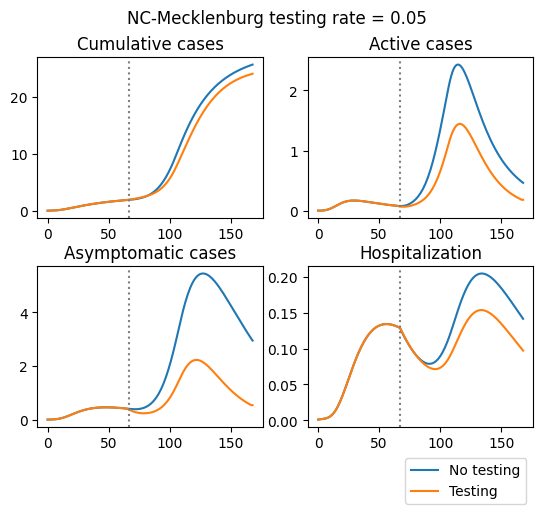 NC-Mecklenburg testing rate = 0.05
Cumulative cases
Active cases
20
10
0
0 50 100 150
2
1
0
0 50 100 150
Asymptomatic cases
Hospitalization
4
2
0
0 50 100 150
0.20
0.15
0.10
0.05
0.00
0 50 100 150
No testing
Testing